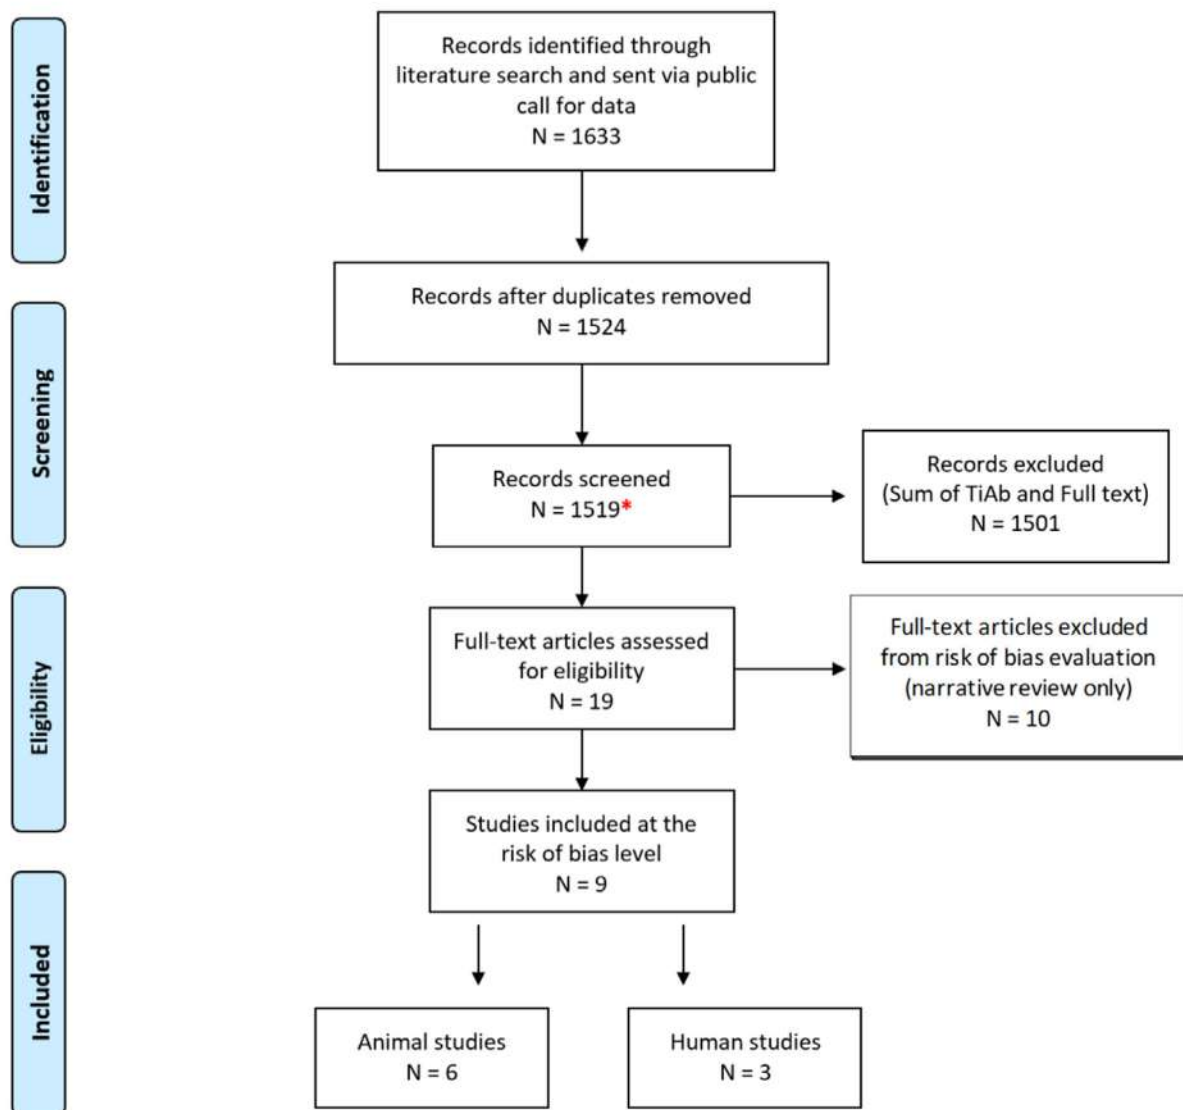 Identification
Records identified through
literature search and sent via public
call for data
N = 1633
Records after duplicates removed
N = 1524
Screening
Records screened
N = 1519*
Records excluded
(Sum of TiAb and Full text)
N = 1501
Eligibility
Full-text articles assessed
for eligibility
N = 19
Full-text articles excluded
from risk of bias evaluation
(narrative review only)
N = 10
Studies included at the
risk of bias level
N = 9
Included
Animal studies
N = 6
Human studies
N = 3